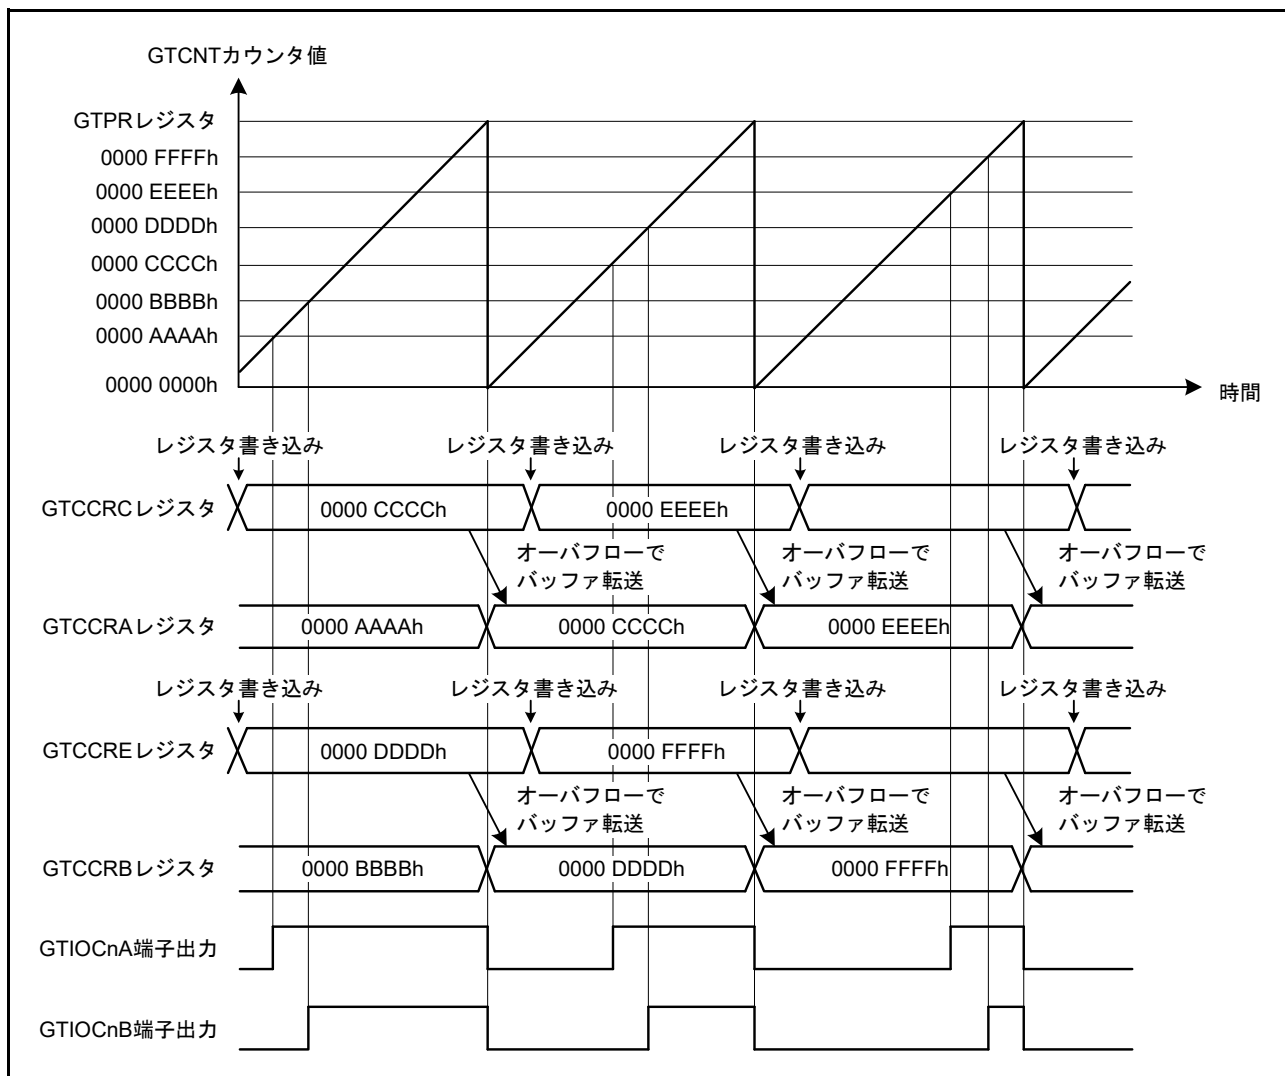 GTCNTカウンタ値
GTPRレジスタ
0000 FFFFh
0000 EEEEh
0000 DDDDh
0000 CCCCh
0000 BBBBh
0000 AAAAh
0000 0000h
時間
レジスタ書き込み
レジスタ書き込み
レジスタ書き込み
レジスタ書き込み
GTCCRCレジスタ
0000 CCCCh
0000 EEEEh
オーバフローで
バッファ転送
オーバフローで
バッファ転送
オーバフローで
バッファ転送
GTCCRAレジスタ
0000 AAAAh
0000 CCCCh
0000 EEEEh
レジスタ書き込み
レジスタ書き込み
レジスタ書き込み
レジスタ書き込み
GTCCREレジスタ
0000 DDDDh
0000 FFFFh
オーバフローで
バッファ転送
オーバフローで
バッファ転送
オーバフローで
バッファ転送
GTCCRBレジスタ
0000 BBBBh
0000 DDDDh
0000 FFFFh
GTIOCnA端子出力
GTIOCnB端子出力